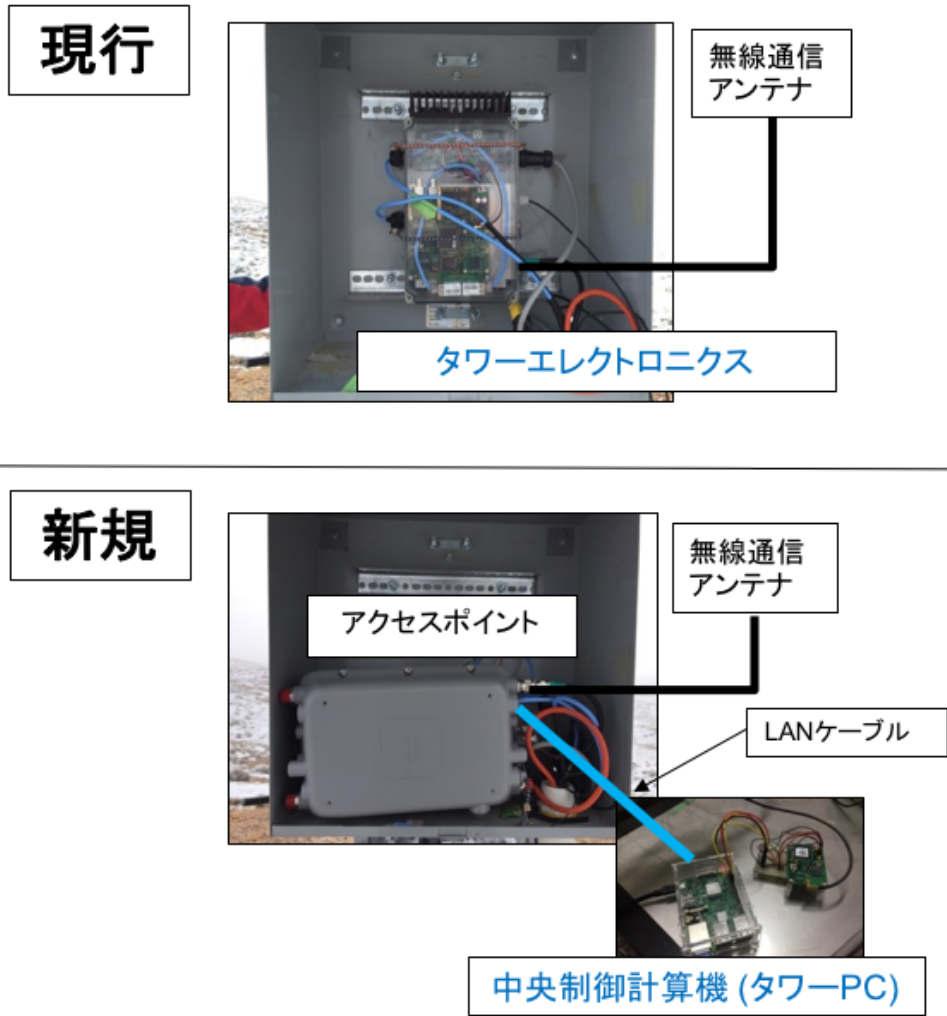 現行
無線通信
アンテナ
タワーエレクトロニクス
新規
無線通信
アンテナ
アクセスポイント
LANケーブル
中央制御計算機 (タワーPC)